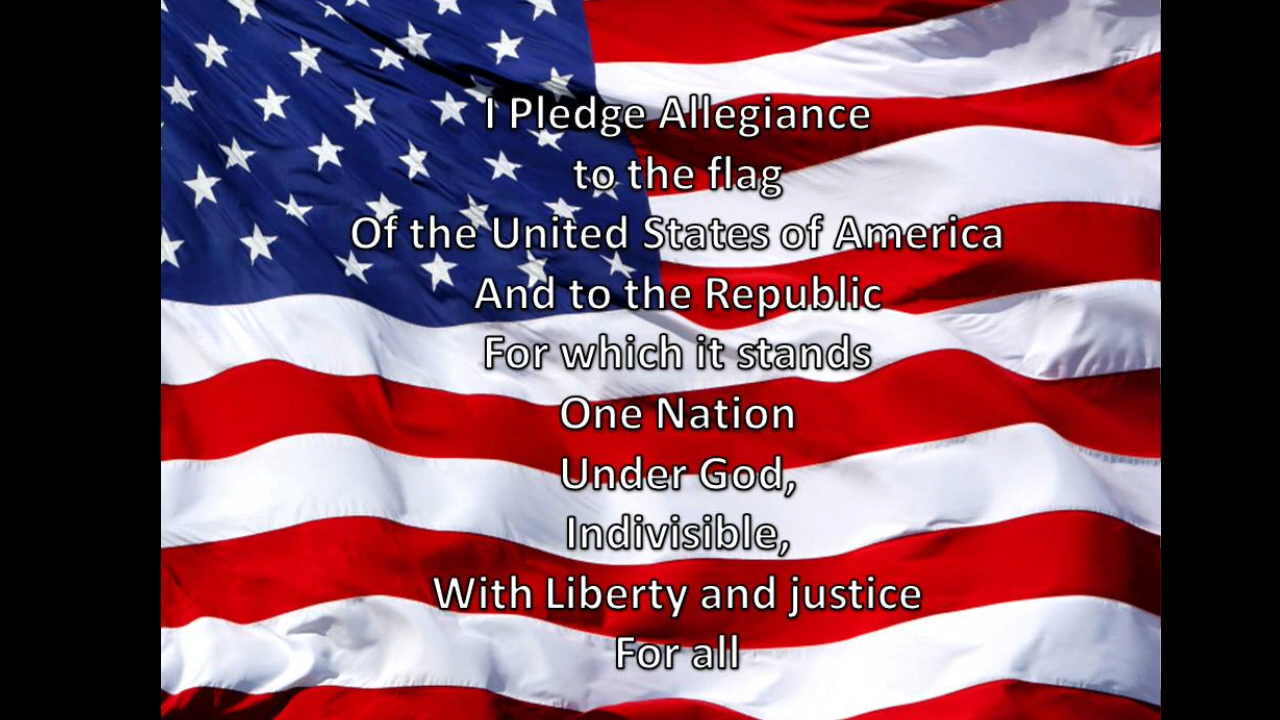 I Pledge Allegiance
to the flag
Of the United States of America
And to the Republic
For which it stands
One Nation
Under God,
Indivisible,
With Liberty and justice
For all